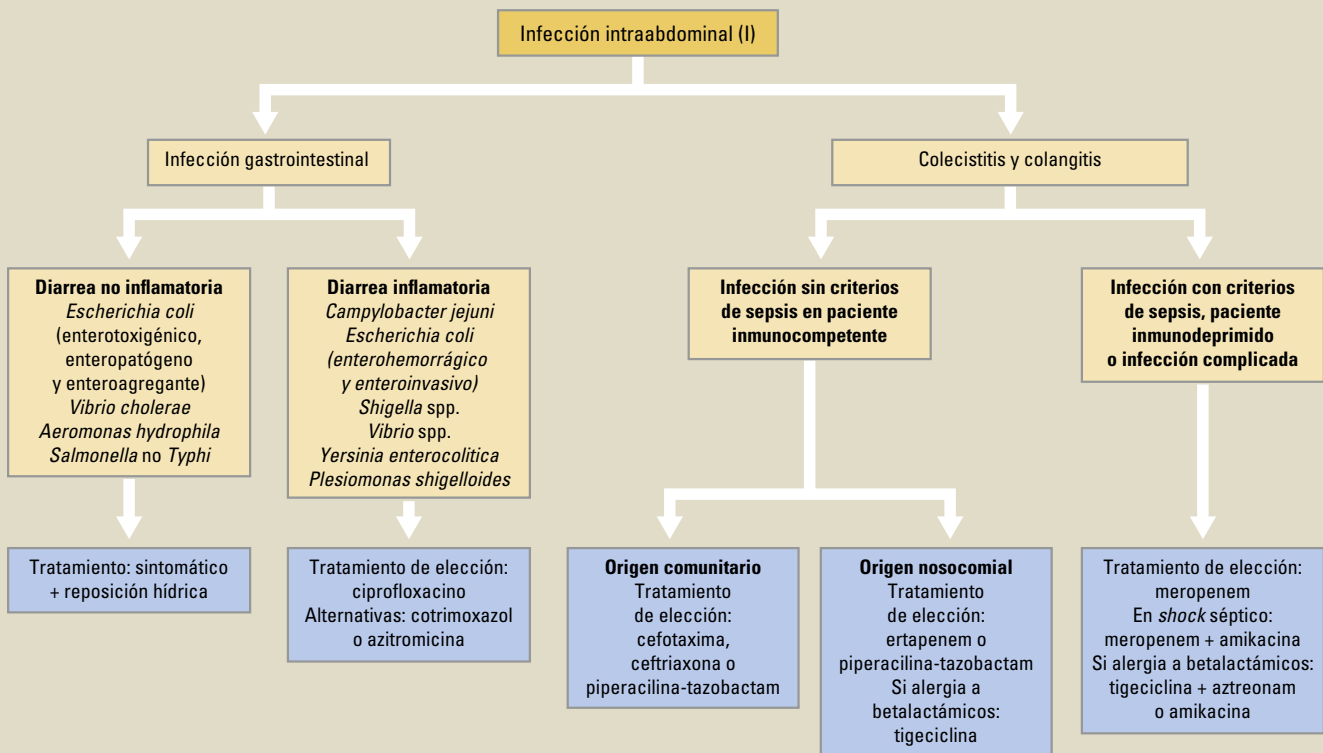 Infección intraabdominal (I)
Infección gastrointestinal
Colecistitis y colangitis
Diarrea no inflamatoria
Escherichia coli
(enterotoxigénico,
enteropatógeno
y enteroagregante)
Vibrio cholerae
Aeromonas hydrophila
Salmonella no Typhi
Diarrea inflamatoria
Campylobacter jejuni
Escherichia coli
(enterohemorrágico
y enteroinvasivo)
Shigella spp.
Vibrio spp.
Yersinia enterocolitica
Plesiomonas shigelloides
Infección sin criterios
de sepsis en paciente
inmunocompetente
Infección con criterios
de sepsis, paciente
inmunodeprimido
o infección complicada
Tratamiento: sintomático
+ reposición hídrica
Tratamiento de elección:
ciprofloxacino
Alternativas: cotrimoxazol
o azitromicina
Origen comunitario
Tratamiento
de elección:
cefotaxima,
ceftriaxona o
piperacilina-tazobactam
Origen nosocomial
Tratamiento
de elección:
ertapenem o
piperacilina-tazobactam
Si alergia a
betalactámicos:
tigeciclina
Tratamiento de elección:
meropenem
En shock séptico:
meropenem + amikacina
Si alergia a betalactámicos:
tigeciclina + aztreonam
o amikacina